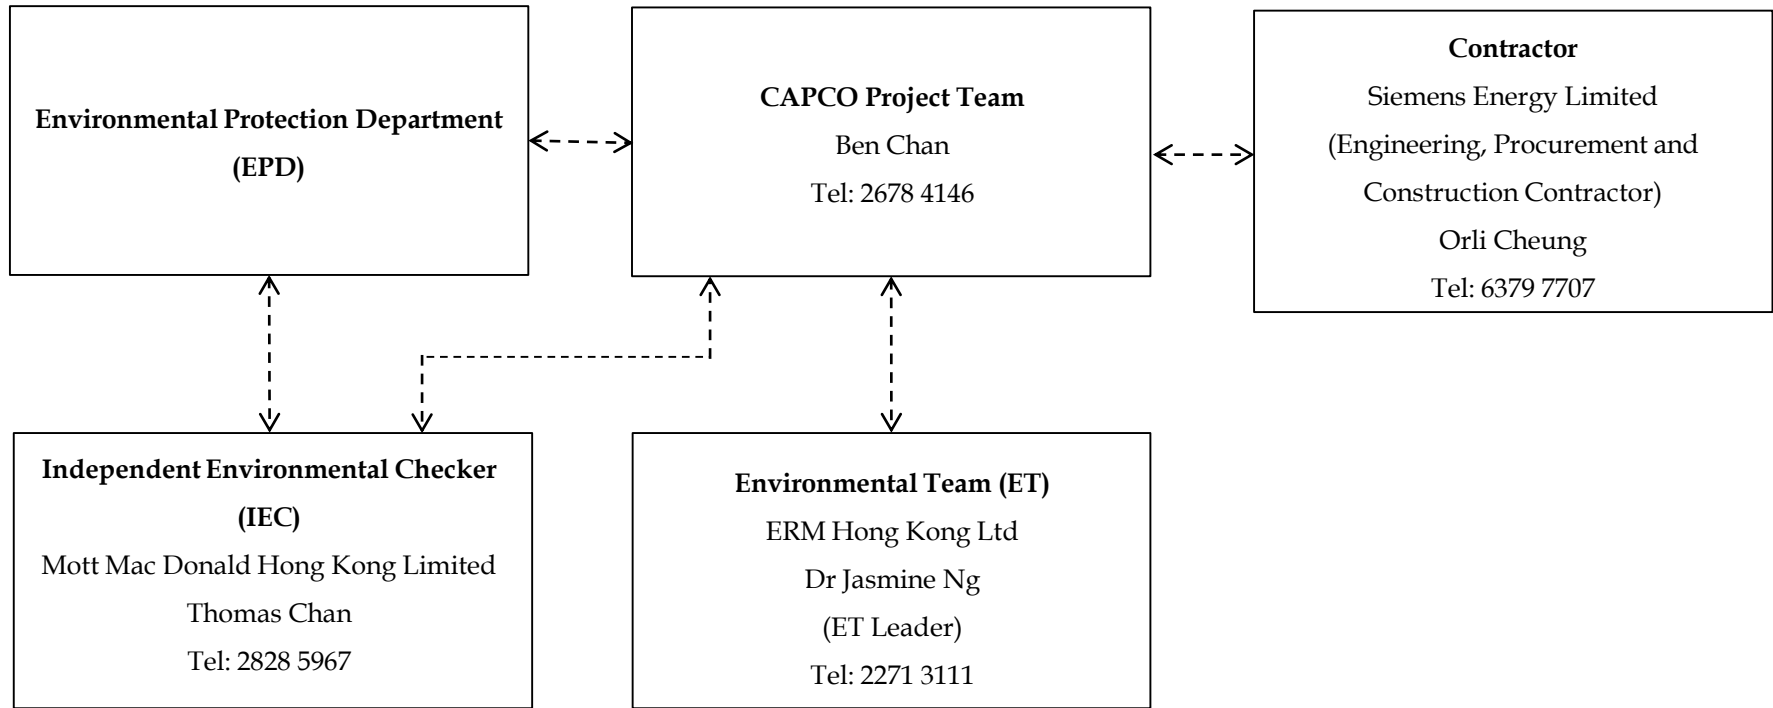 Environmental Protection Department
(EPD)
CAPCO Project Team
Ben Chan
Tel: 2678 4146
Contractor
Siemens Energy Limited
(Engineering, Procurement and
Construction Contractor)
Orli Cheung
Tel: 6379 7707
Independent Environmental Checker
(IEC)
Mott Mac Donald Hong Kong Limited
Thomas Chan
Tel: 2828 5967
Environmental Team (ET)
ERM Hong Kong Ltd
Dr Jasmine Ng
(ET Leader)
Tel: 2271 3111